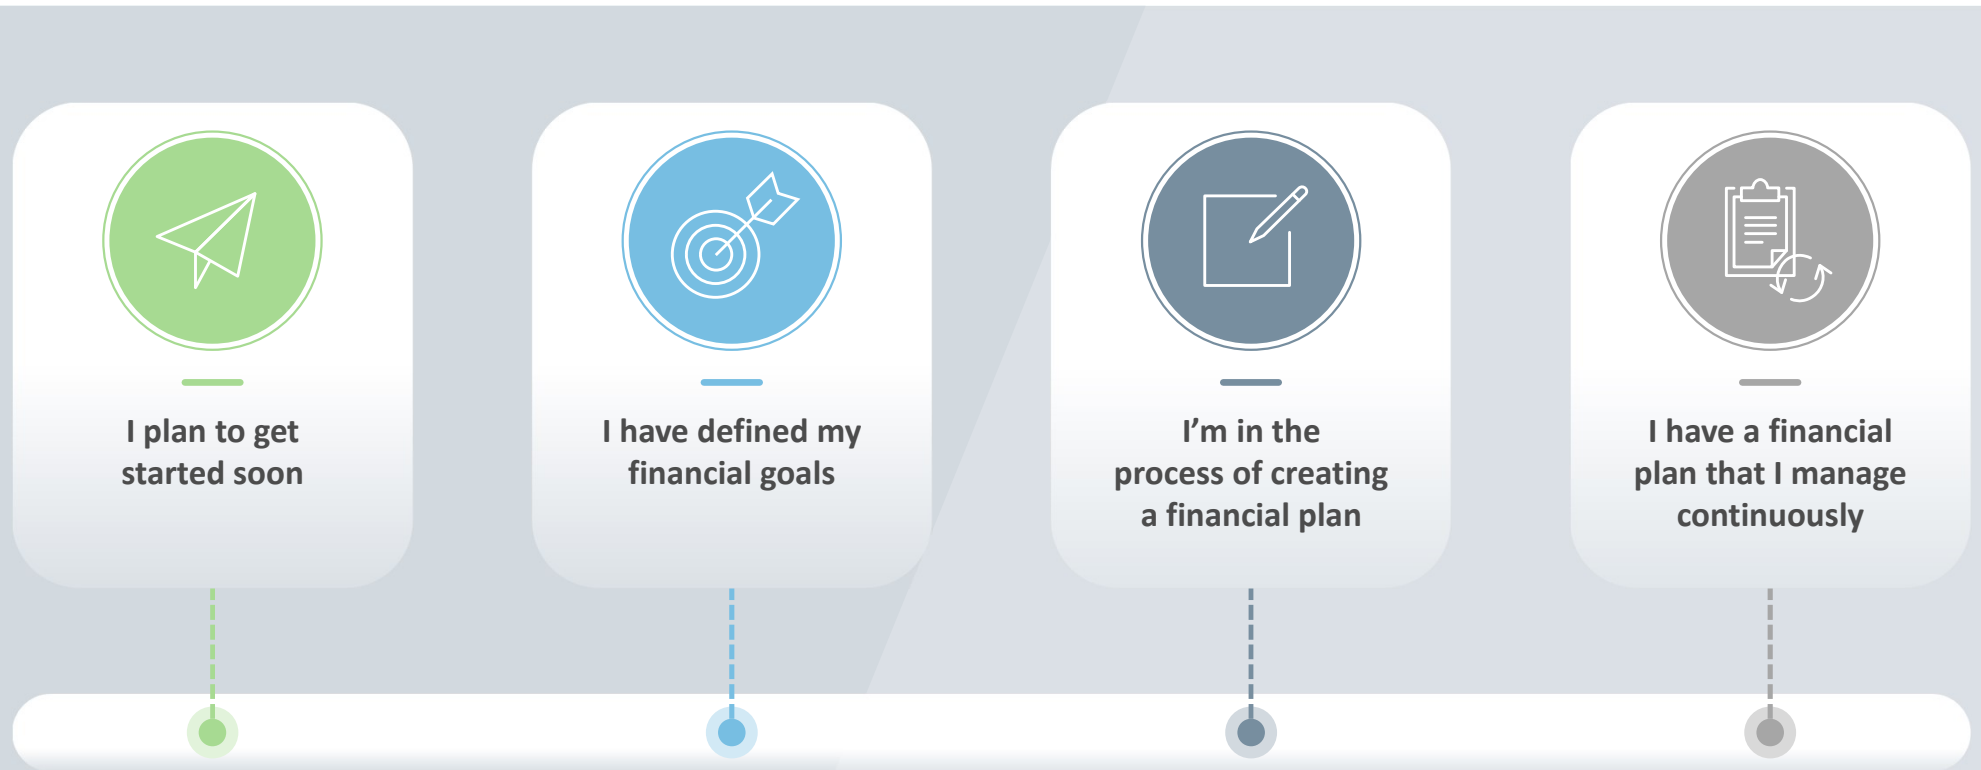 I plan to get
started soon
I have defined my
financial goals
I’m in the
process of creating
a financial plan
I have a financial
plan that I manage
continuously